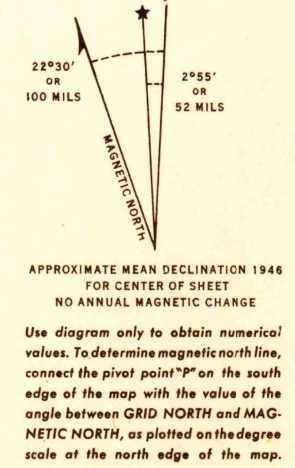 22°30'
OR
100 MILS
2°55'
OR
52 MILS
MAGNETIC NORTH
APPROXIMATE MEAN DECLINATION 1946
FOR CENTER OF SHEET
NO ANNUAL MAGNETIC CHANGE
Use diagram only to obtain numerical
values. To determine magnetic north line,
connect the pivot point "P" on the south
edge of the map with the value of the
angle between GRID NORTH and MAG-
NETIC NORTH, as plotted on the degree
scale at the north edge of the map.